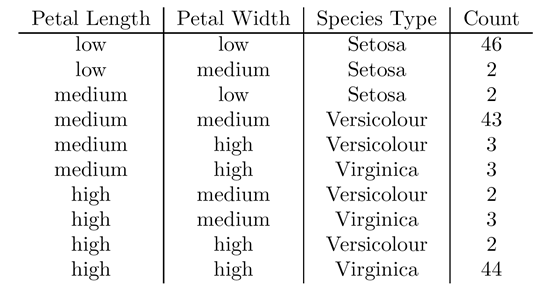 Petal Length Petal Width Species Type Count
low low Setosa 46
low medium Setosa 2
medium low Setosa 2
medium medium Versicolour 43
medium high Versicolour 3
medium high Virginica 3
high medium Versicolour 2
high medium Virginica 3
high high Versicolour 2
high high Virginica 44